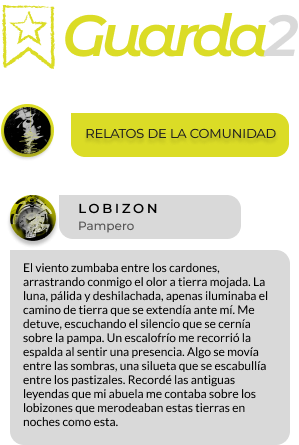 Guarda2
RELATOS DE LA COMUNIDAD
LOBIZON
Pampero
El viento zumbaba entre los cardones,
arrastrando conmigo el olor a tierra mojada. La
luna, pálida y deshilachada, apenas iluminaba el
camino de tierra que se extendía ante mí. Me
detuve, escuchando el silencio que se cernía
sobre la pampa. Un escalofrío me recorrió la
espalda al sentir una presencia. Algo se movía
entre las sombras, una silueta que se escabullía
entre los pastizales. Recordé las antiguas
leyendas que mi abuela me contaba sobre los
lobizones que merodeaban estas tierras en
noches como esta.